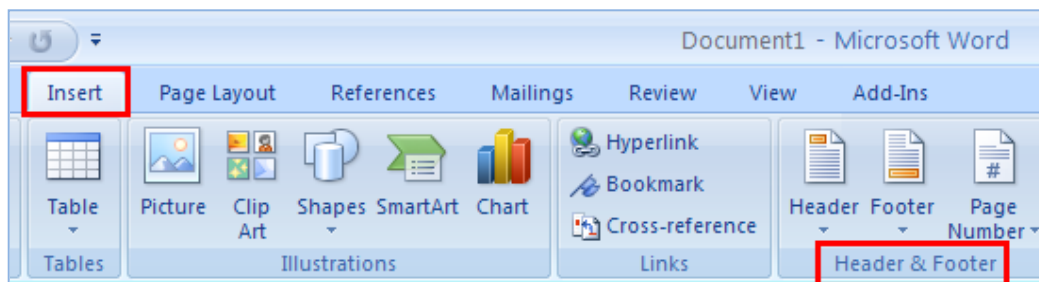 Document1 - Microsoft Word
Insert Page Layout References Mailings Review View Add-Ins
Table
Picture
Clip
Art
Shapes
SmartArt
Chart
Hyperlink
Bookmark
Cross-reference
Header
Footer
Page
Number
#
Tables
Illustrations
Links
Header & Footer